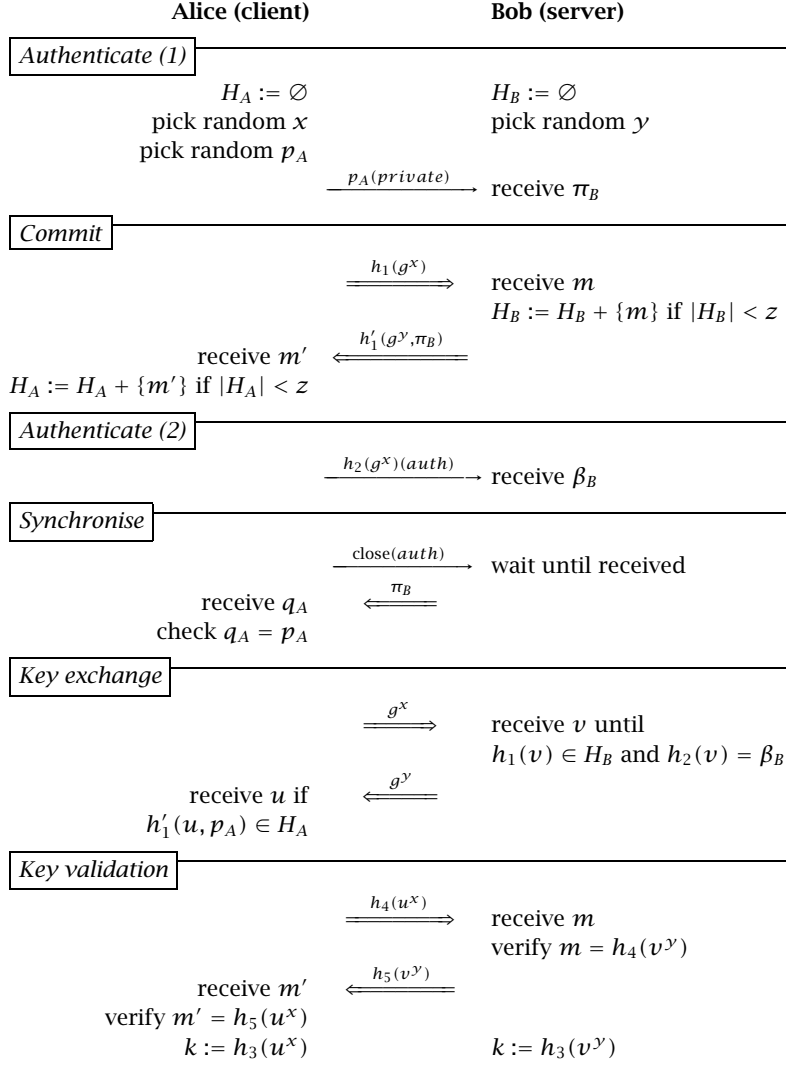 Alice (client) Bob (server)
Authenticate (1)
H_A := ∅ H_B := ∅
pick random x pick random y
pick random p_A
p_A(private)
receive π_B
Commit
h_1(g^x)
receive m
H_B := H_B + {m} if |H_B| < z
h'_1(g^y,π_B)
receive m′
H_A := H_A + {m′} if |H_A| < z
Authenticate (2)
h_2(g^x)(auth)
receive β_B
Synchronise
close(auth)
wait until received
π_B
receive q_A
check q_A = p_A
Key exchange
g^x
receive v until
h_1(v) ∈ H_B and h_2(v) = β_B
g^y
receive u if
h'_1(u, p_A) ∈ H_A
Key validation
h_4(u^x)
receive m
verify m = h_4(v^y)
h_5(v^y)
receive m′
verify m′ = h_5(u^x)
k := h_3(u^x) k := h_3(v^y)